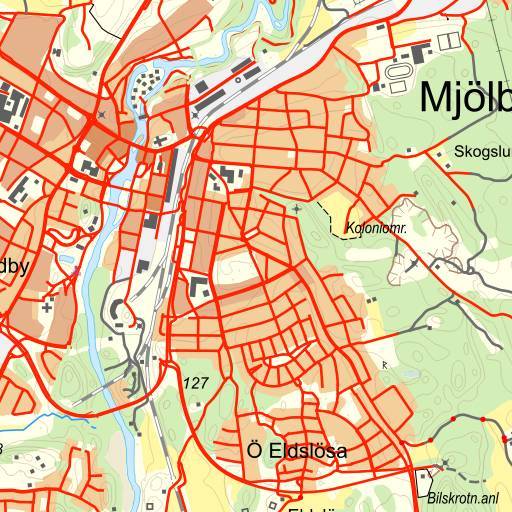 Mjölb
Skogslu
Koloniomr.
dby
127
Ö Eldslösa
Bilskrotn.anl